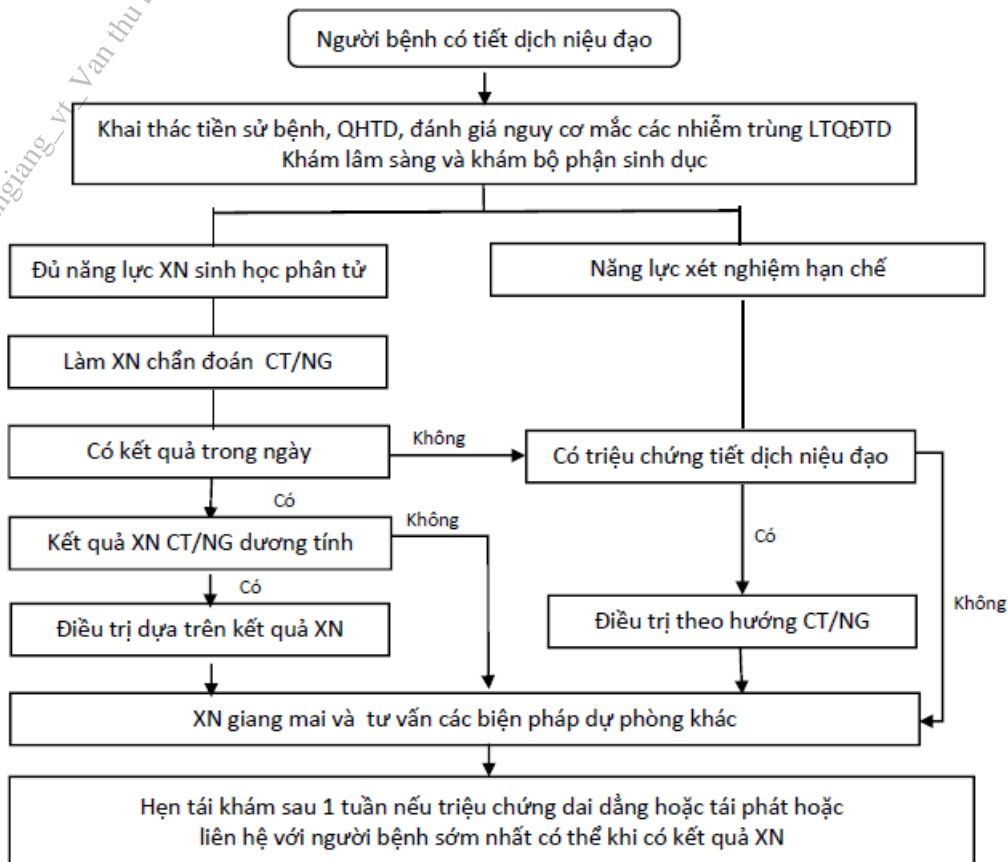 Người bệnh có tiết dịch niệu đạo
Khai thác tiền sử bệnh, QHTD, đánh giá nguy cơ mắc các nhiễm trùng LTQĐTD
Khám lâm sàng và khám bộ phận sinh dục
Đủ năng lực XN sinh học phân tử
Năng lực xét nghiệm hạn chế
Làm XN chẩn đoán CT/NG
Có kết quả trong ngày
Không
Có triệu chứng tiết dịch niệu đạo
Có
Không
Kết quả XN CT/NG dương tính
Có
Có
Không
Điều trị dựa trên kết quả XN
Điều trị theo hướng CT/NG
XN giang mai và tư vấn các biện pháp dự phòng khác
Hẹn tái khám sau 1 tuần nếu triệu chứng dai dẳng hoặc tái phát hoặc
liên hệ với người bệnh sớm nhất có thể khi có kết quả XN
giang_vt_Van thu